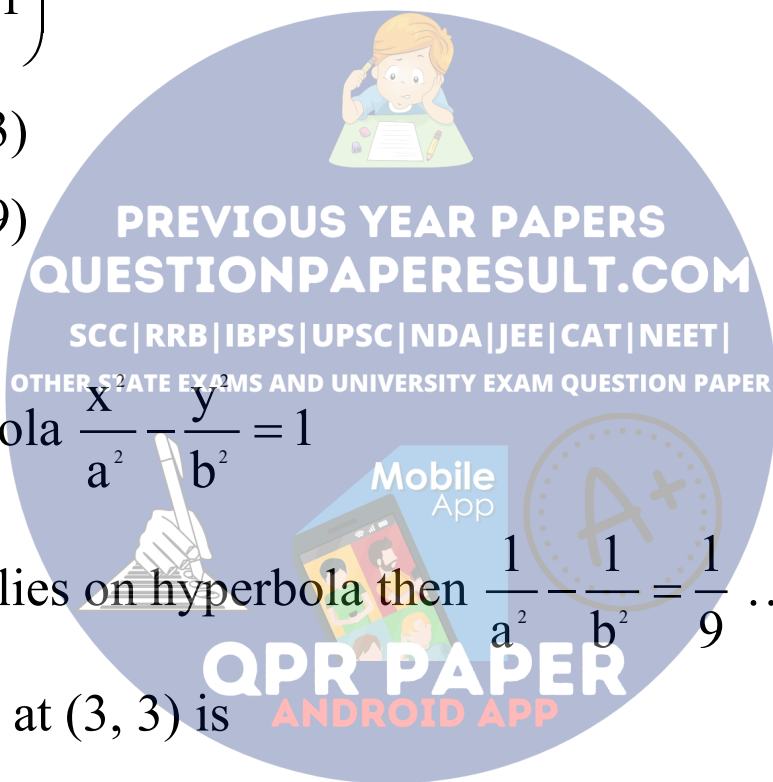 1)
3)
9)
PREVIOUS YEAR PAPERS
QUESTIONPAPERESULT.COM
SCC|RRB|IBPS|UPSC|NDA|JEE|CAT|NEET|
OTHER STATE EXAMS AND UNIVERSITY EXAM QUESTION PAPER
ola x²/a² − y²/b² = 1
Mobile
App
A+
lies on hyperbola then 1/a² − 1/b² = 1/9 ..
QPR PAPER
at (3, 3) is
ANDROID APP